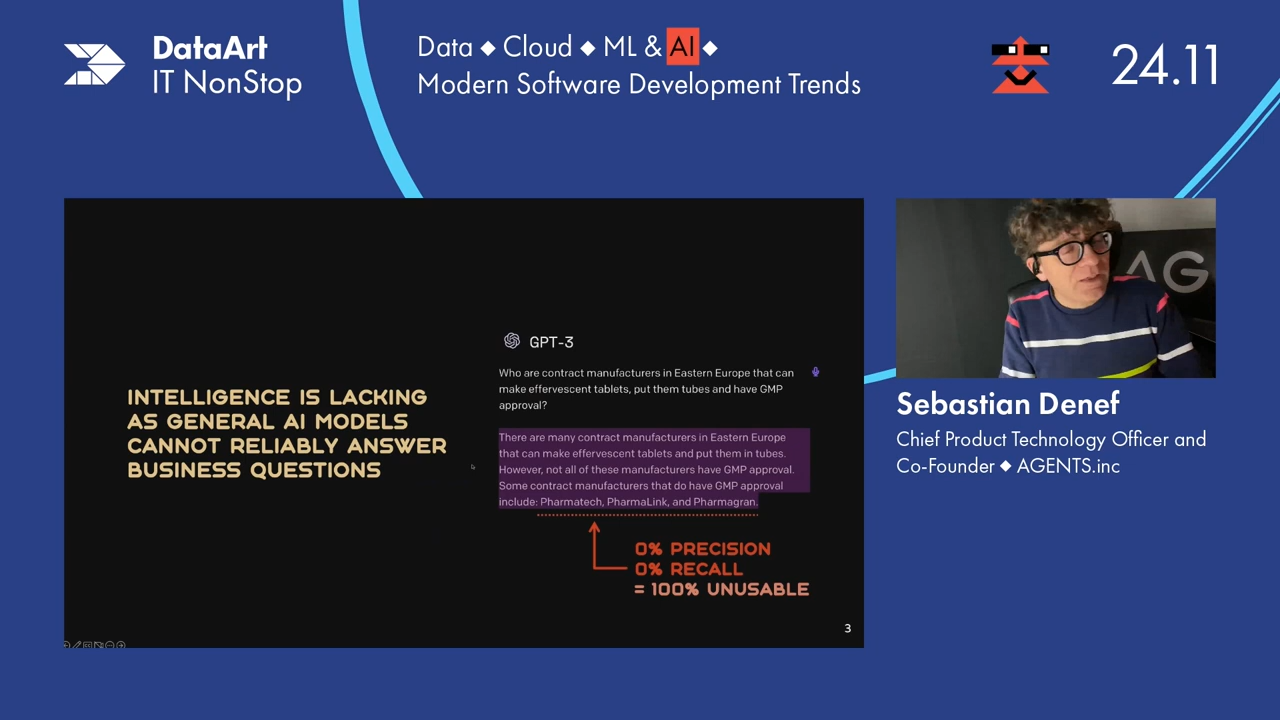 DataArt
IT NonStop
Data ◆ Cloud ◆ ML & AI ◆
Modern Software Development Trends
24.11
INTELLIGENCE IS LACKING
AS GENERAL AI MODELS
CANNOT RELIABLY ANSWER
BUSINESS QUESTIONS
GPT-3
Who are contract manufacturers in Eastern Europe that can
make effervescent tablets, put them tubes and have GMP
approval?
There are many contract manufacturers in Eastern Europe
that can make effervescent tablets and put them in tubes.
However, not all of these manufacturers have GMP approval.
Some contract manufacturers that do have GMP approval
include: Pharmatech, PharmaLink, and Pharmagran.
0% PRECISION
0% RECALL
= 100% UNUSABLE
3
AG
Sebastian Denef
Chief Product Technology Officer and
Co-Founder ◆ AGENTS.inc